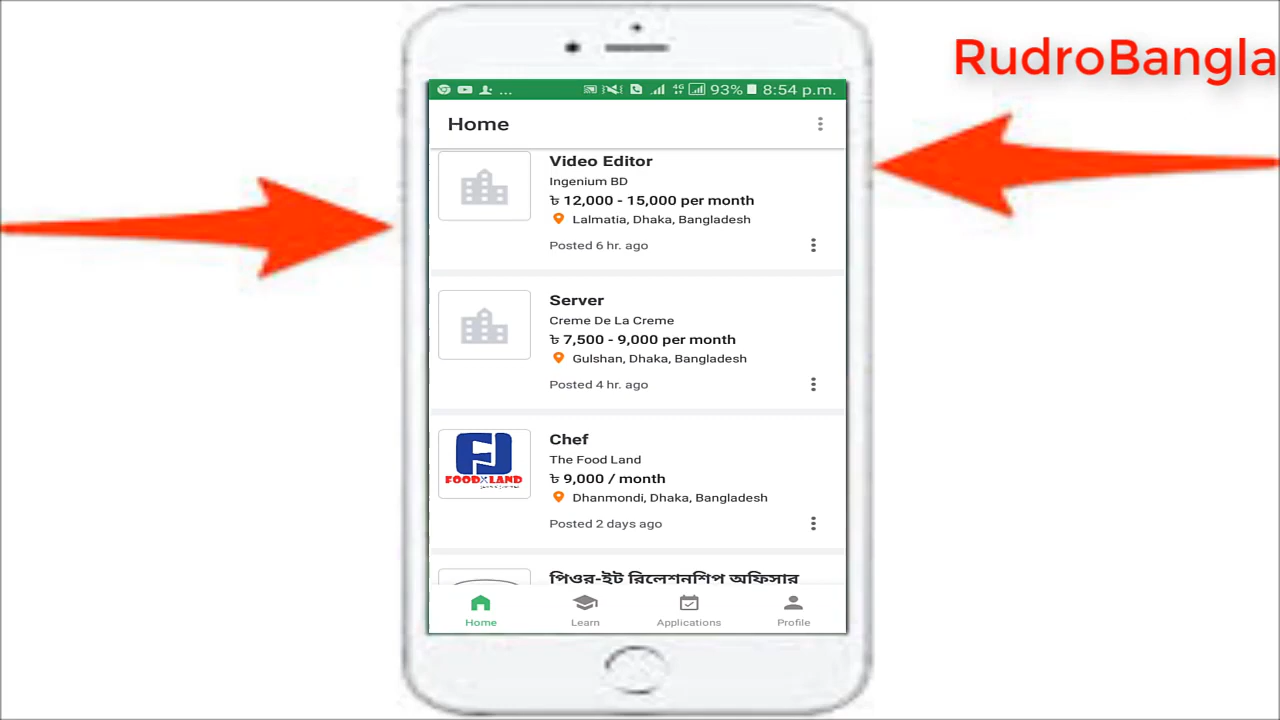 RudroBangla
... 4G 93% 8:54 p.m.
Home
Video Editor
Ingenium BD
৳ 12,000 - 15,000 per month
Lalmatia, Dhaka, Bangladesh
Posted 6 hr. ago
Server
Creme De La Creme
৳ 7,500 - 9,000 per month
Gulshan, Dhaka, Bangladesh
Posted 4 hr. ago
FOOD LAND
Chef
The Food Land
৳ 9,000 / month
Dhanmondi, Dhaka, Bangladesh
Posted 2 days ago
পিওর-ইট রিলেশনশিপ অফিসার
Home
Learn
Applications
Profile